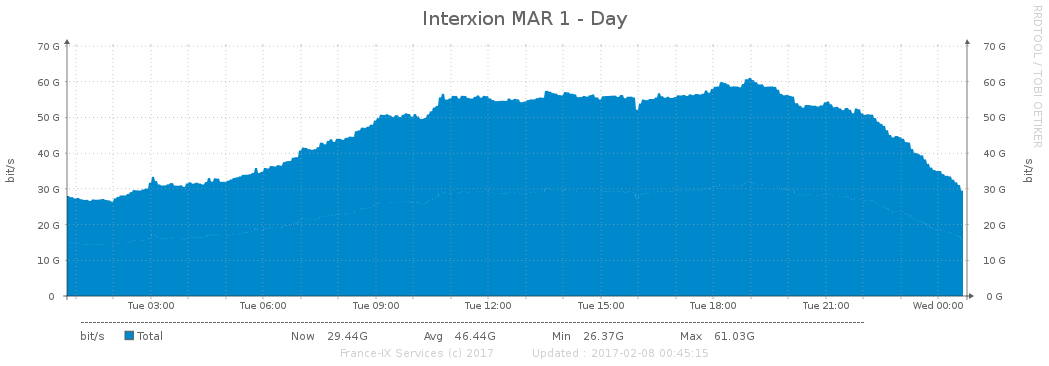 Interxion MAR 1 - Day
RRDTOOL / TOBI OETIKER
bit/s
70 G 70 G
60 G 60 G
50 G 50 G
40 G 40 G
30 G 30 G
20 G 20 G
10 G 10 G
0 0 G
bit/s
Tue 03:00 Tue 06:00 Tue 09:00 Tue 12:00 Tue 15:00 Tue 18:00 Tue 21:00 Wed 00:00
bit/s Total Now 29.44G Avg 46.44G Min 26.37G Max 61.03G
France-IX Services (c) 2017 Updated : 2017-02-08 00:45:15